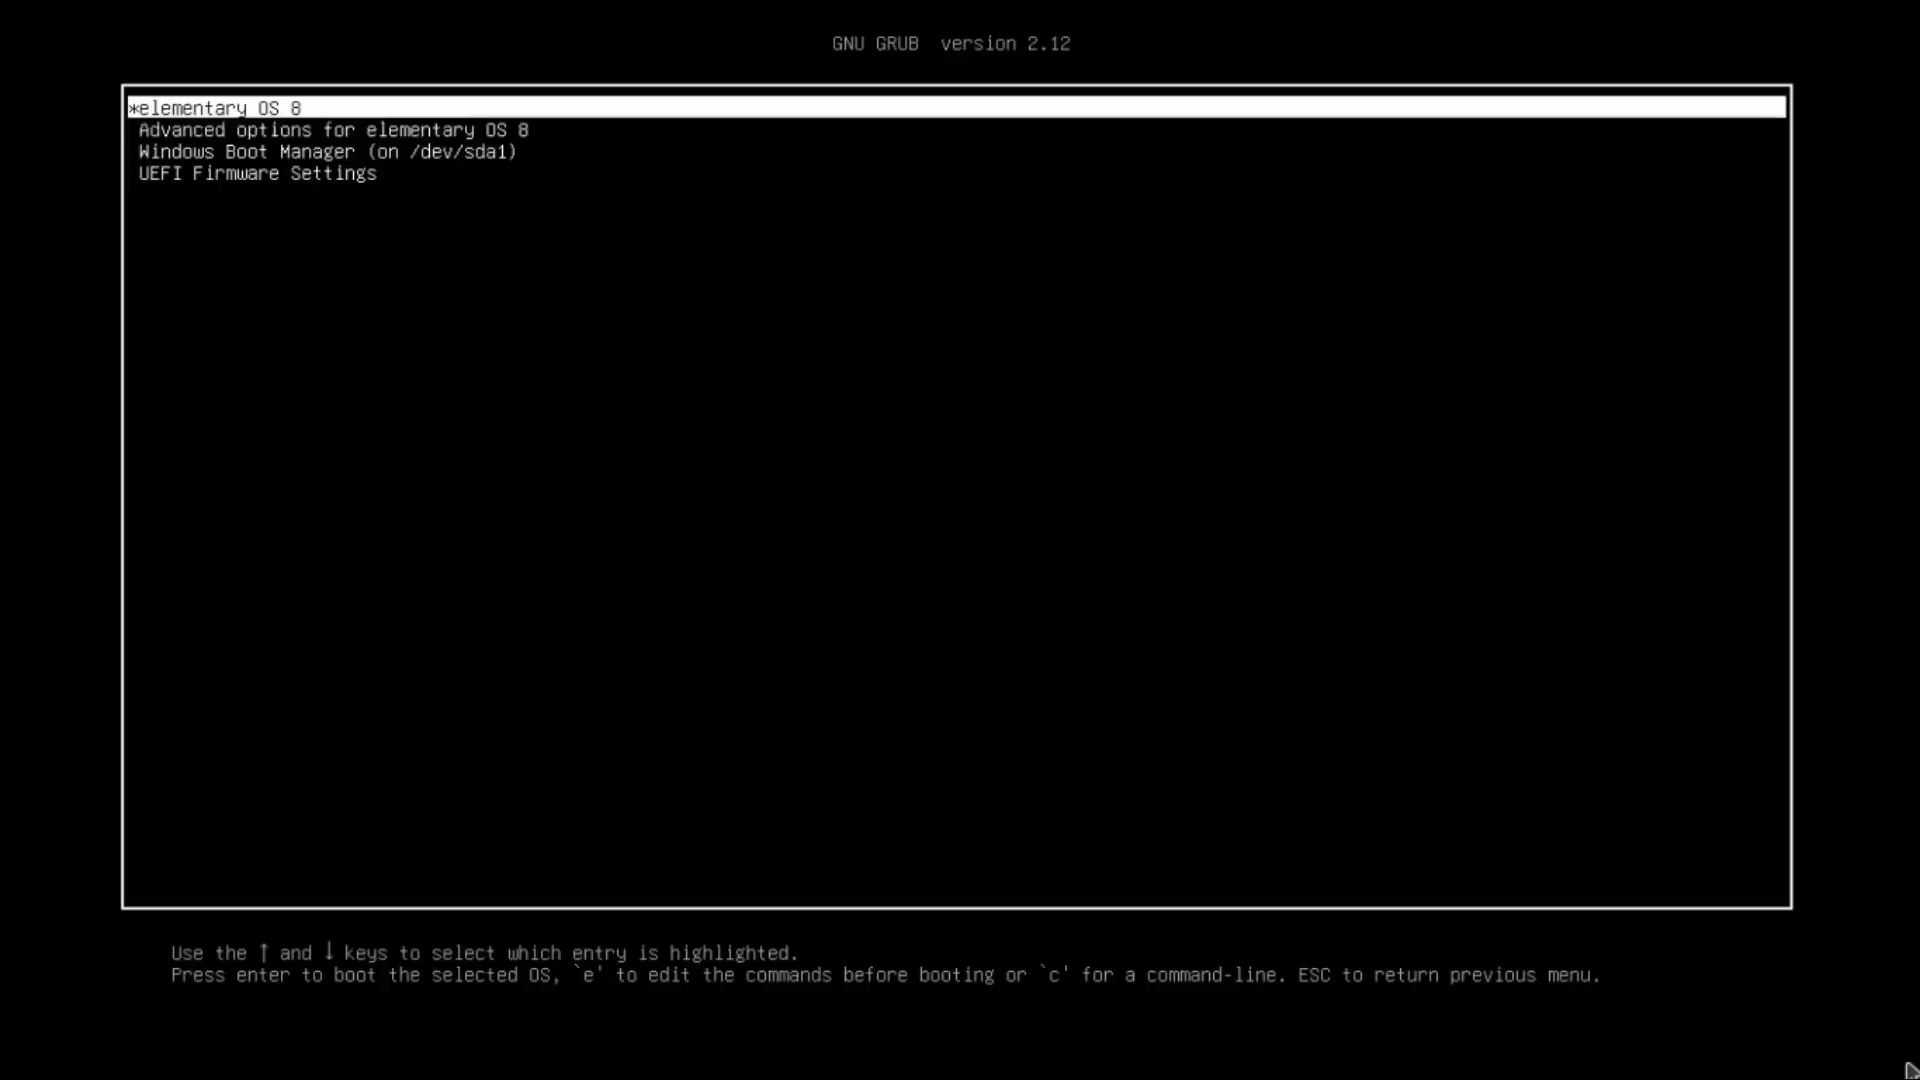 GNU GRUB  version 2.12
*elementary OS 8
Advanced options for elementary OS 8
Windows Boot Manager (on /dev/sda1)
UEFI Firmware Settings
Use the ↑ and ↓ keys to select which entry is highlighted.
Press enter to boot the selected OS, `e' to edit the commands before booting or `c' for a command-line. ESC to return previous menu.